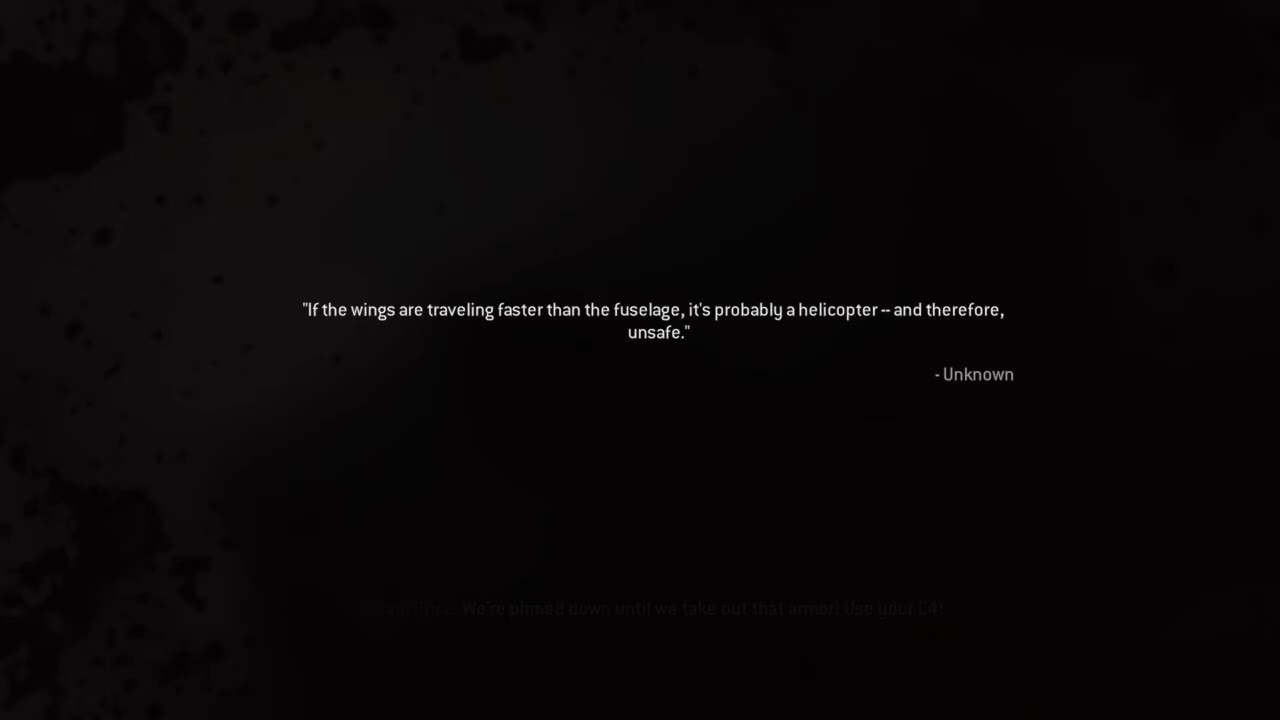 "If the wings are traveling faster than the fuselage, it's probably a helicopter -- and therefore,
unsafe."
- Unknown
Price. We're pinned down until we take out that armor! Use your C4!